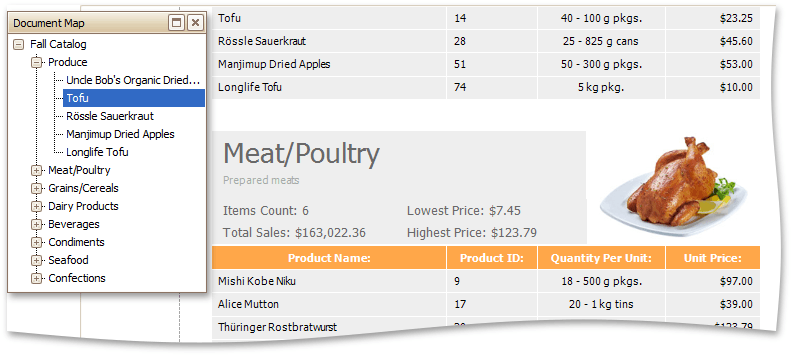 Document Map
Fall Catalog
Produce
Uncle Bob's Organic Dried...
Tofu
Rössle Sauerkraut
Manjimup Dried Apples
Longlife Tofu
Meat/Poultry
Grains/Cereals
Dairy Products
Beverages
Condiments
Seafood
Confections
Tofu 14 40 - 100 g pkgs. $23.25
Rössle Sauerkraut 28 25 - 825 g cans $45.60
Manjimup Dried Apples 51 50 - 300 g pkgs. $53.00
Longlife Tofu 74 5 kg pkg. $10.00
Meat/Poultry
Prepared meats
Items Count: 6 Lowest Price: $7.45
Total Sales: $163,022.36 Highest Price: $123.79
Product Name: Product ID: Quantity Per Unit: Unit Price:
Mishi Kobe Niku 9 18 - 500 g pkgs. $97.00
Alice Mutton 17 20 - 1 kg tins $39.00
Thüringer Rostbratwurst $123.79